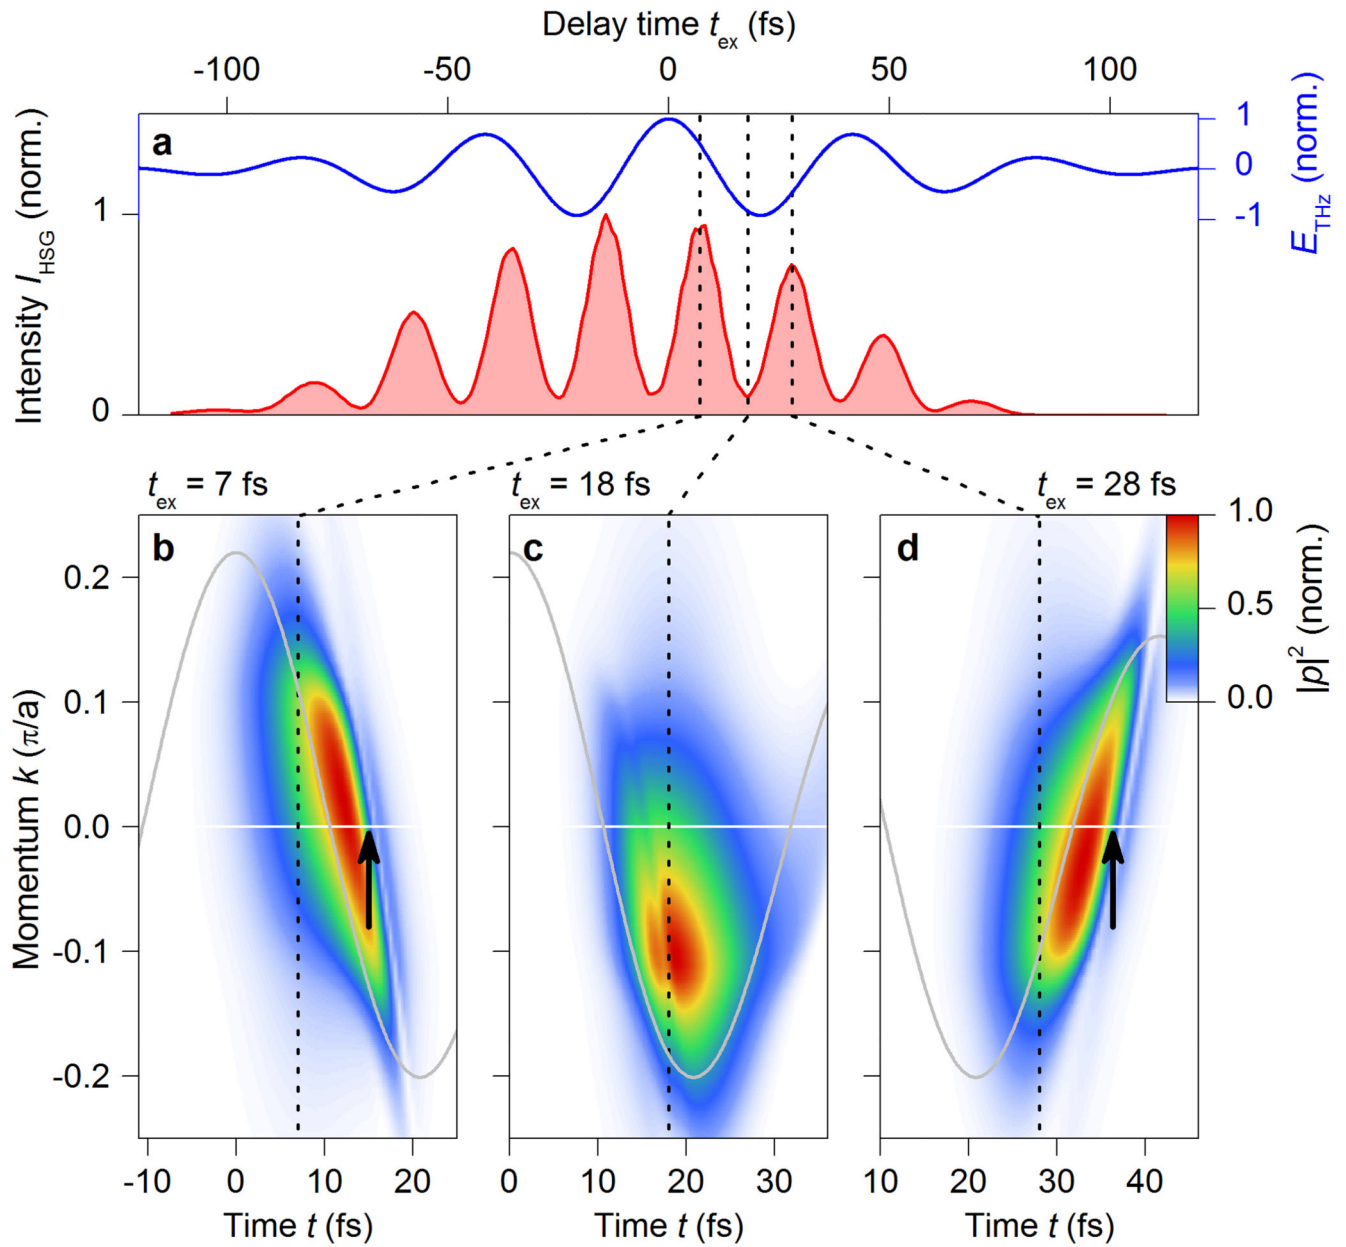 Delay time t_ex (fs)
-100 -50 0 50 100
a
Intensity I_HSG (norm.)
1
0
1
0
-1
E_THz (norm.)
t_ex = 7 fs
t_ex = 18 fs
t_ex = 28 fs
b
c
d
1.0
0.5
0.0
|p|² (norm.)
Momentum k (π/a)
0.2
0.1
0.0
-0.1
-0.2
-10 0 10 20
0 10 20 30
10 20 30 40
Time t (fs)
Time t (fs)
Time t (fs)